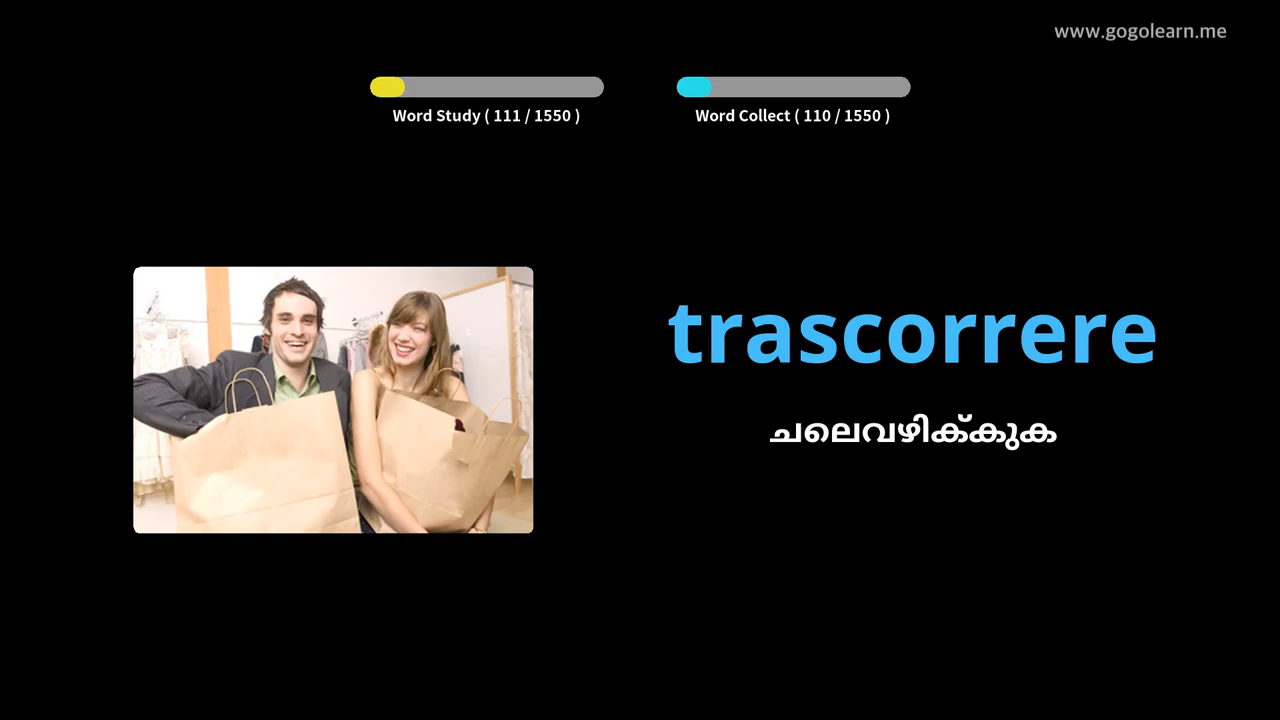 www.gogolearn.me
Word Study ( 111 / 1550 )
Word Collect ( 110 / 1550 )
trascorrere
ചലെവഴിക്കുക